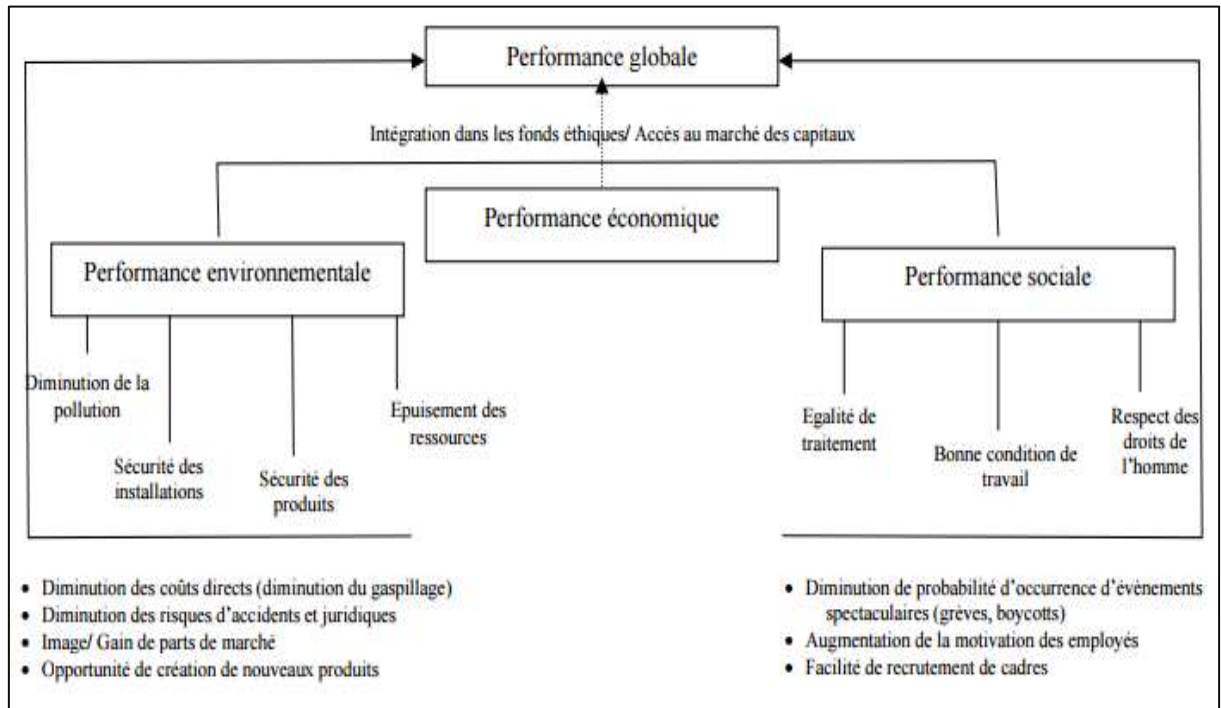 Performance globale
Intégration dans les fonds éthiques/ Accès au marché des capitaux
Performance économique
Performance environnementale
Performance sociale
Diminution de la
pollution
Sécurité des
installations
Sécurité des
produits
Epuisement des
ressources
Egalité de
traitement
Bonne condition de
travail
Respect des
droits de
l'homme
• Diminution des coûts directs (diminution du gaspillage)
• Diminution des risques d'accidents et juridiques
• Image/ Gain de parts de marché
• Opportunité de création de nouveaux produits
• Diminution de probabilité d'occurrence d'évènements
spectaculaires (grèves, boycotts)
• Augmentation de la motivation des employés
• Facilité de recrutement de cadres